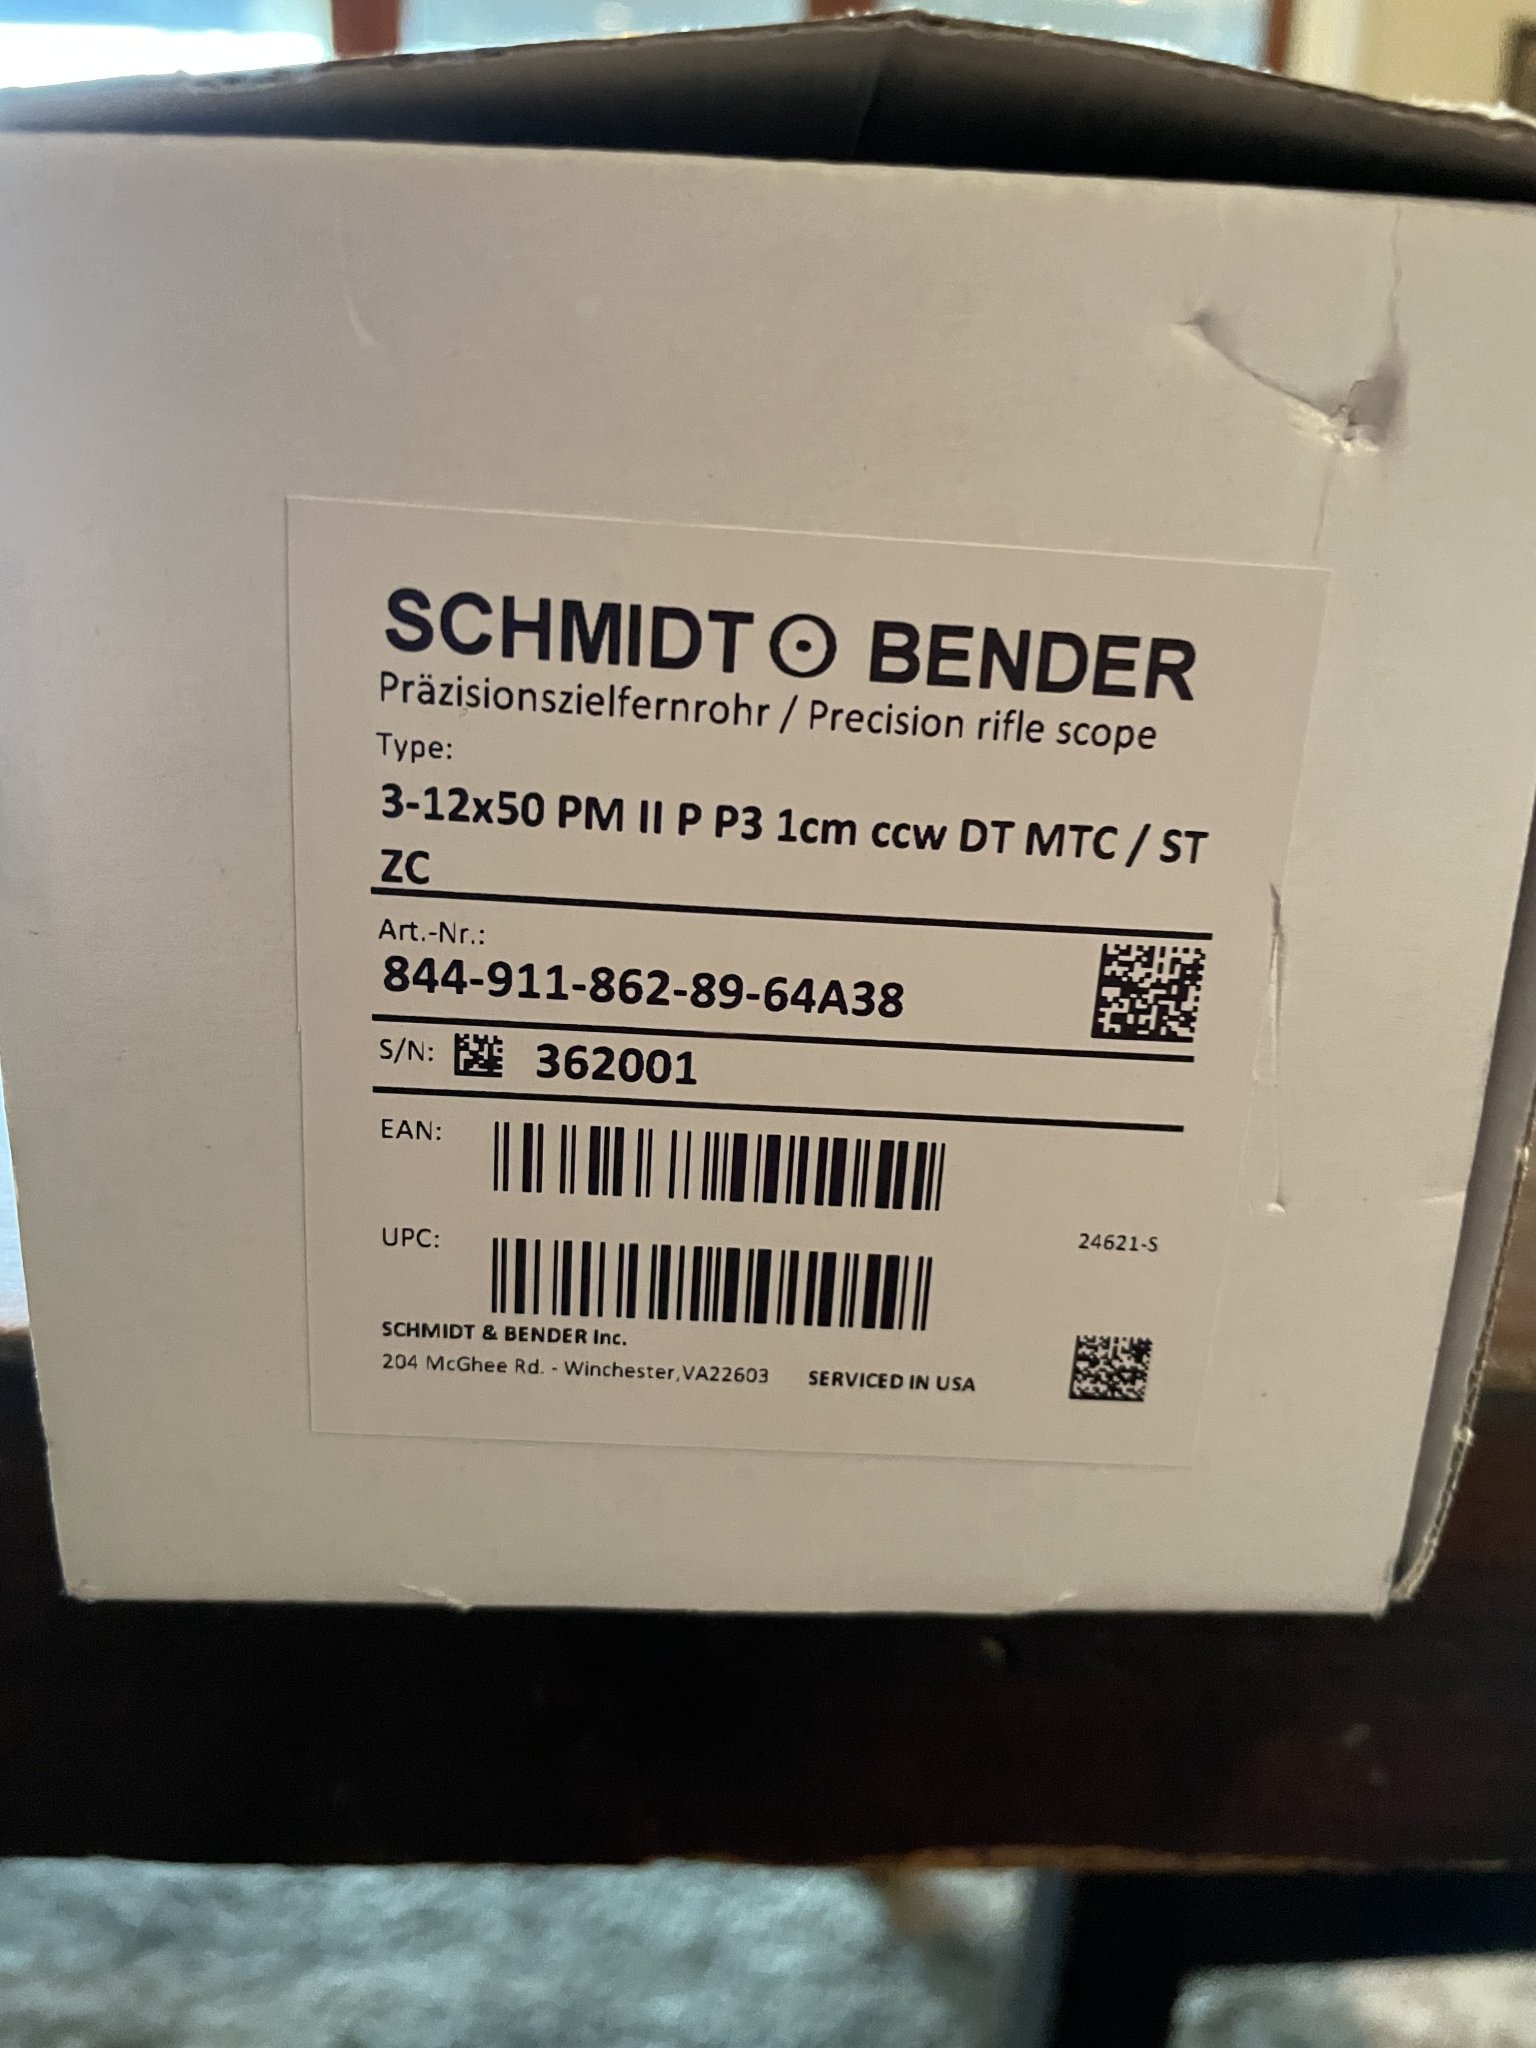 SCHMIDT BENDER
Präzisionszielfernrohr / Precision rifle scope
Type:
3-12x50 PM II P P3 1cm ccw DT MTC / ST
ZC
Art.-Nr.:
844-911-862-89-64A38
S/N: 362001
EAN:
UPC:
24621-S
SCHMIDT & BENDER Inc.
204 McGhee Rd. - Winchester,VA22603 SERVICED IN USA